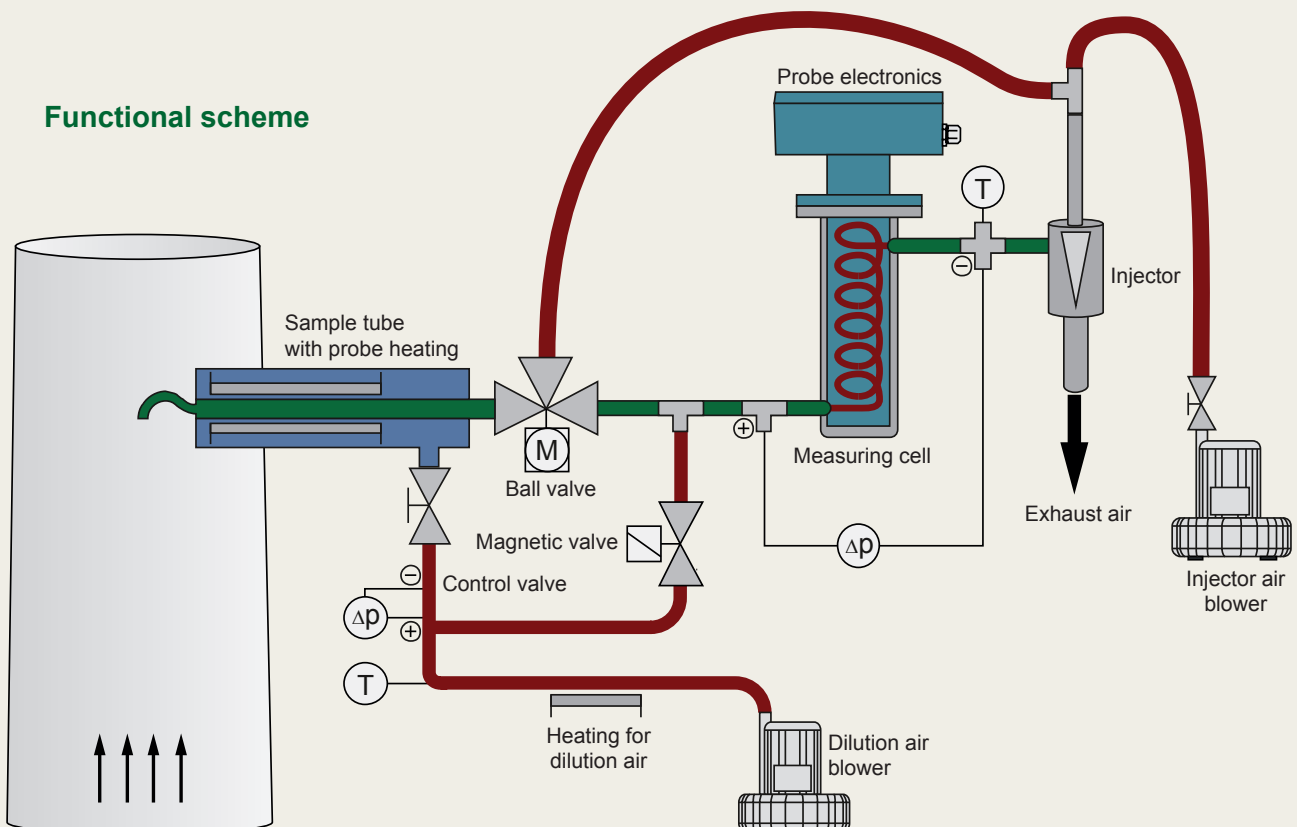 Functional scheme
Probe electronics
T
−
Injector
Sample tube
with probe heating
+
M
Ball valve
Measuring cell
Exhaust air
Magnetic valve
Δp
Injector air
blower
−
Control valve
Δp
+
T
Heating for
dilution air
Dilution air
blower